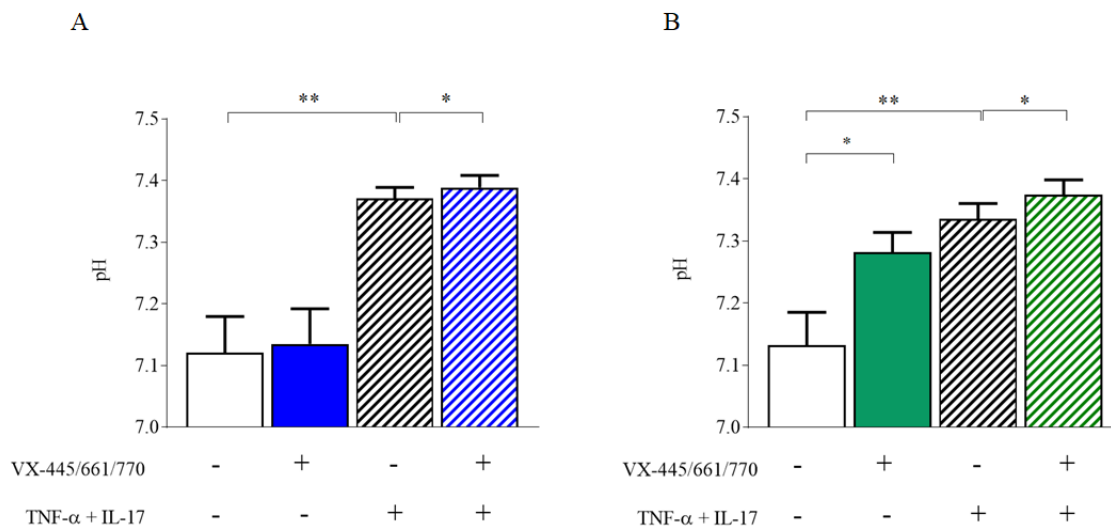 A
B
** *
7.5
7.4
7.3
7.2
7.1
7.0
pH
VX-445/661/770 - + - +
TNF-α + IL-17 - - + +
** *
*
7.5
7.4
7.3
7.2
7.1
7.0
pH
VX-445/661/770 - + - +
TNF-α + IL-17 - - + +